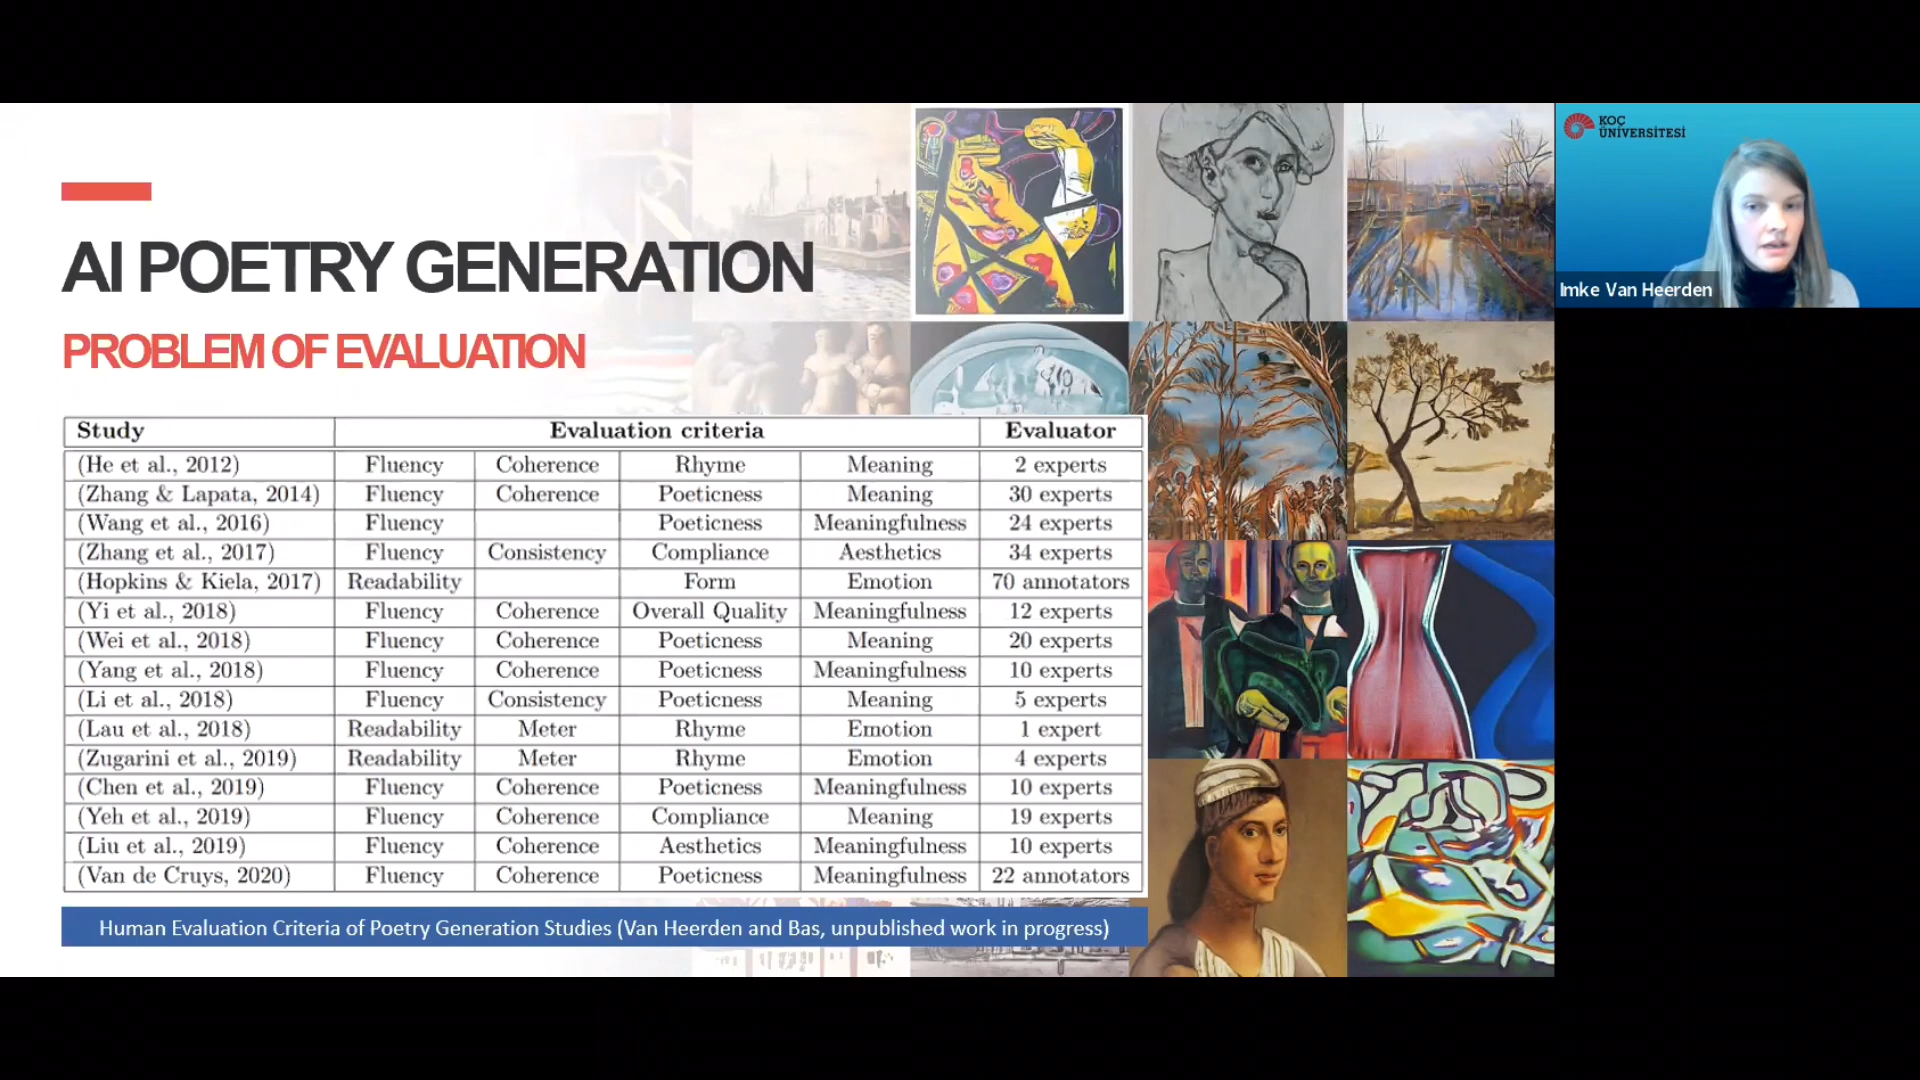 AI POETRY GENERATION
PROBLEM OF EVALUATION
Study Evaluation criteria Evaluator
(He et al., 2012) Fluency Coherence Rhyme Meaning 2 experts
(Zhang & Lapata, 2014) Fluency Coherence Poeticness Meaning 30 experts
(Wang et al., 2016) Fluency Poeticness Meaningfulness 24 experts
(Zhang et al., 2017) Fluency Consistency Compliance Aesthetics 34 experts
(Hopkins & Kiela, 2017) Readability Form Emotion 70 annotators
(Yi et al., 2018) Fluency Coherence Overall Quality Meaningfulness 12 experts
(Wei et al., 2018) Fluency Coherence Poeticness Meaning 20 experts
(Yang et al., 2018) Fluency Coherence Poeticness Meaningfulness 10 experts
(Li et al., 2018) Fluency Consistency Poeticness Meaning 5 experts
(Lau et al., 2018) Readability Meter Rhyme Emotion 1 expert
(Zugarini et al., 2019) Readability Meter Rhyme Emotion 4 experts
(Chen et al., 2019) Fluency Coherence Poeticness Meaningfulness 10 experts
(Yeh et al., 2019) Fluency Coherence Compliance Meaning 19 experts
(Liu et al., 2019) Fluency Coherence Aesthetics Meaningfulness 10 experts
(Van de Cruys, 2020) Fluency Coherence Poeticness Meaningfulness 22 annotators
Human Evaluation Criteria of Poetry Generation Studies (Van Heerden and Bas, unpublished work in progress)
KOÇ
ÜNİVERSİTESİ
Imke Van Heerden